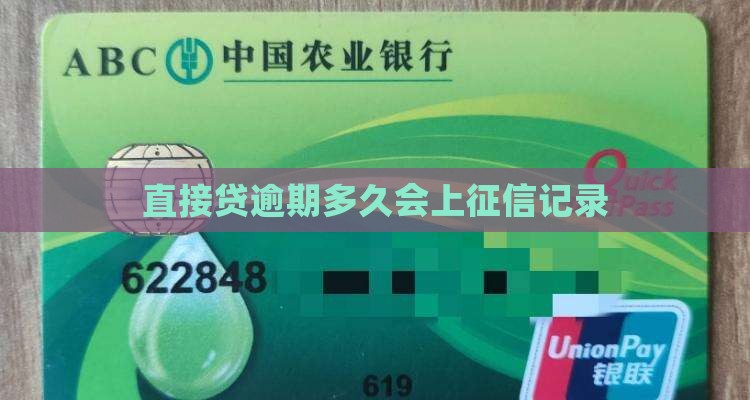 ABC 中国农业银行
Quick
Pass
直接贷逾期多久会上征信记录
622848
UnionPay
银联
619